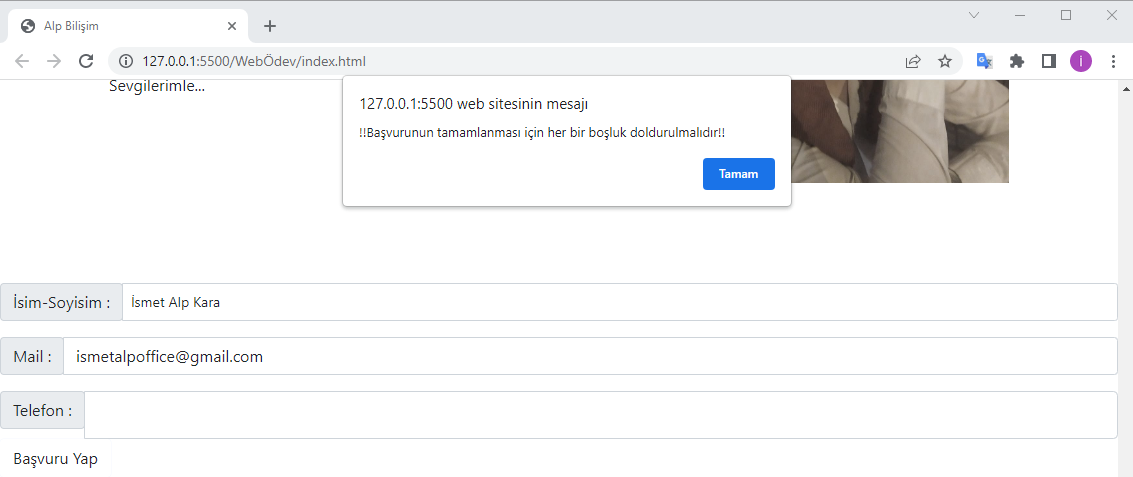 Alp Bilişim
127.0.0.1:5500/WebÖdev/index.html
i
Sevgilerimle...
127.0.0.1:5500 web sitesinin mesajı
!!Başvurunun tamamlanması için her bir boşluk doldurulmalıdır!!
Tamam
İsim-Soyisim : İsmet Alp Kara
Mail : ismetalpoffice@gmail.com
Telefon :
Başvuru Yap